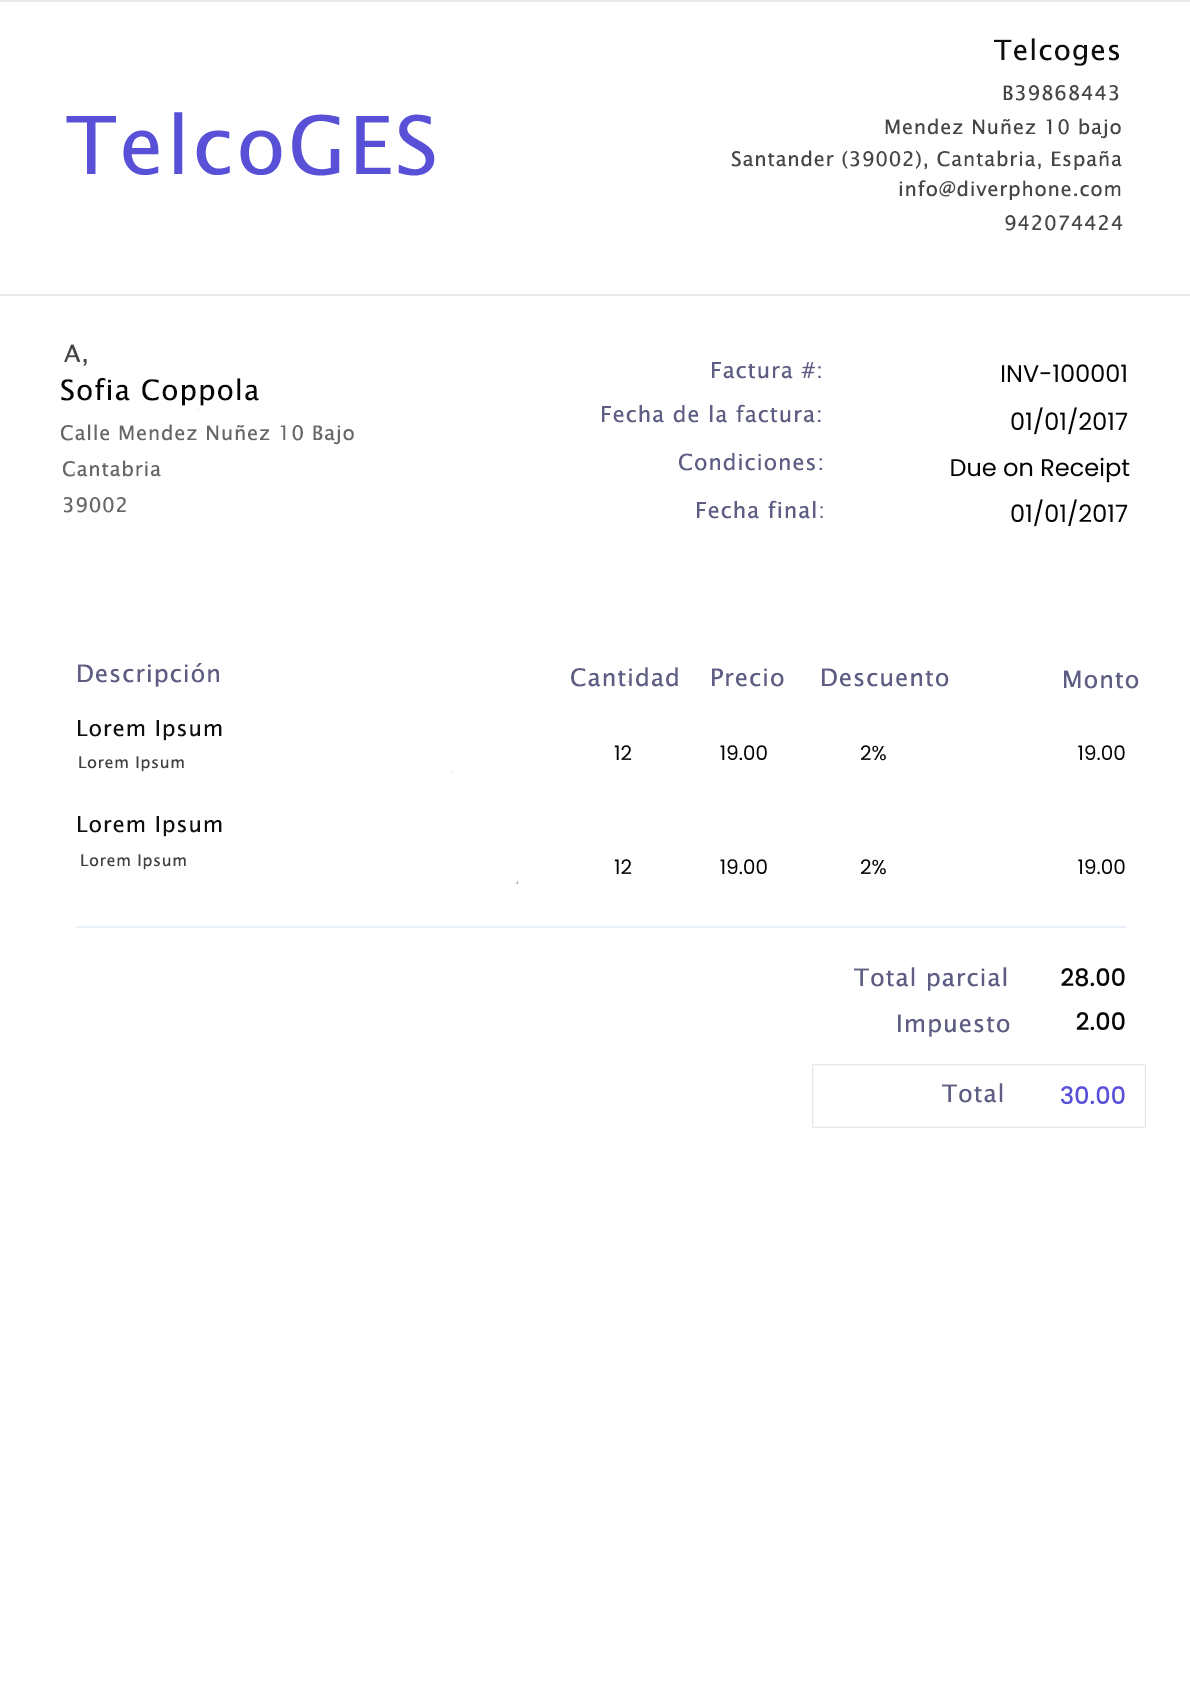 TelcoGES
Telcoges
B39868443
Mendez Nuñez 10 bajo
Santander (39002), Cantabria, España
info@diverphone.com
942074424
A,
Sofia Coppola
Calle Mendez Nuñez 10 Bajo
Cantabria
39002
Factura #: INV-100001
Fecha de la factura: 01/01/2017
Condiciones: Due on Receipt
Fecha final: 01/01/2017
Descripción Cantidad Precio Descuento Monto
Lorem Ipsum
Lorem Ipsum 12 19.00 2% 19.00
Lorem Ipsum
Lorem Ipsum 12 19.00 2% 19.00
Total parcial 28.00
Impuesto 2.00
Total 30.00